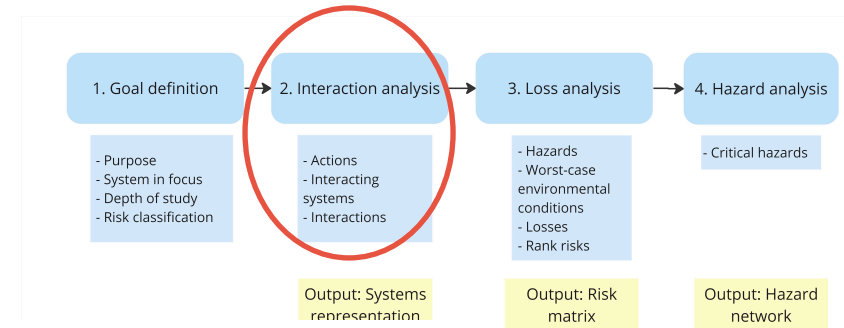 1. Goal definition
2. Interaction analysis
3. Loss analysis
4. Hazard analysis
- Purpose
- System in focus
- Depth of study
- Risk classification
- Actions
- Interacting
systems
- Interactions
- Hazards
- Worst-case
environmental
conditions
- Losses
- Rank risks
- Critical hazards
Output: Systems
representation
Output: Risk
matrix
Output: Hazard
network